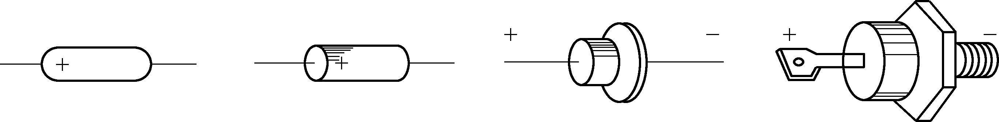 + + + − + −